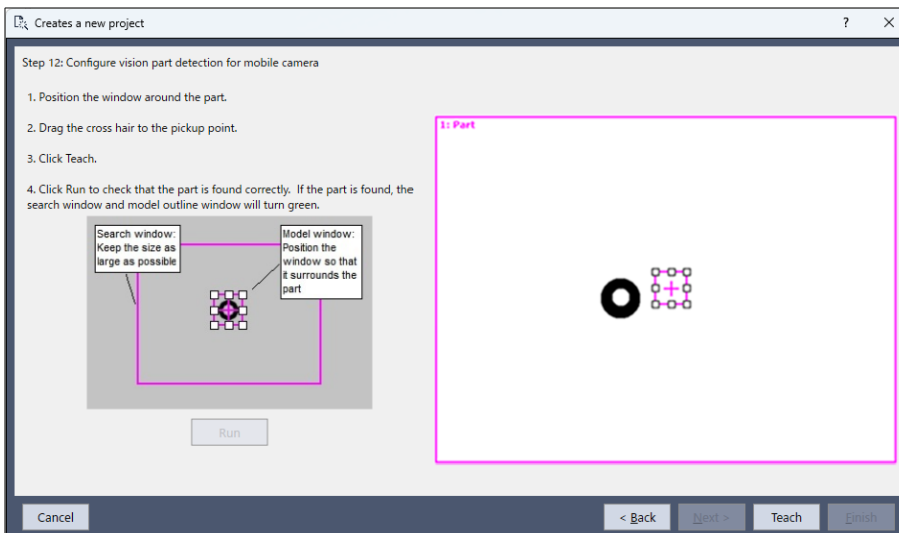 Creates a new project
?
Step 12: Configure vision part detection for mobile camera
1. Position the window around the part.
2. Drag the cross hair to the pickup point.
3. Click Teach.
4. Click Run to check that the part is found correctly.  If the part is found, the
search window and model outline window will turn green.
Search window:
Keep the size as
large as possible
Model window:
Position the
window so that
it surrounds the
part
Run
1: Part
Cancel
< Back
Next >
Teach
Finish